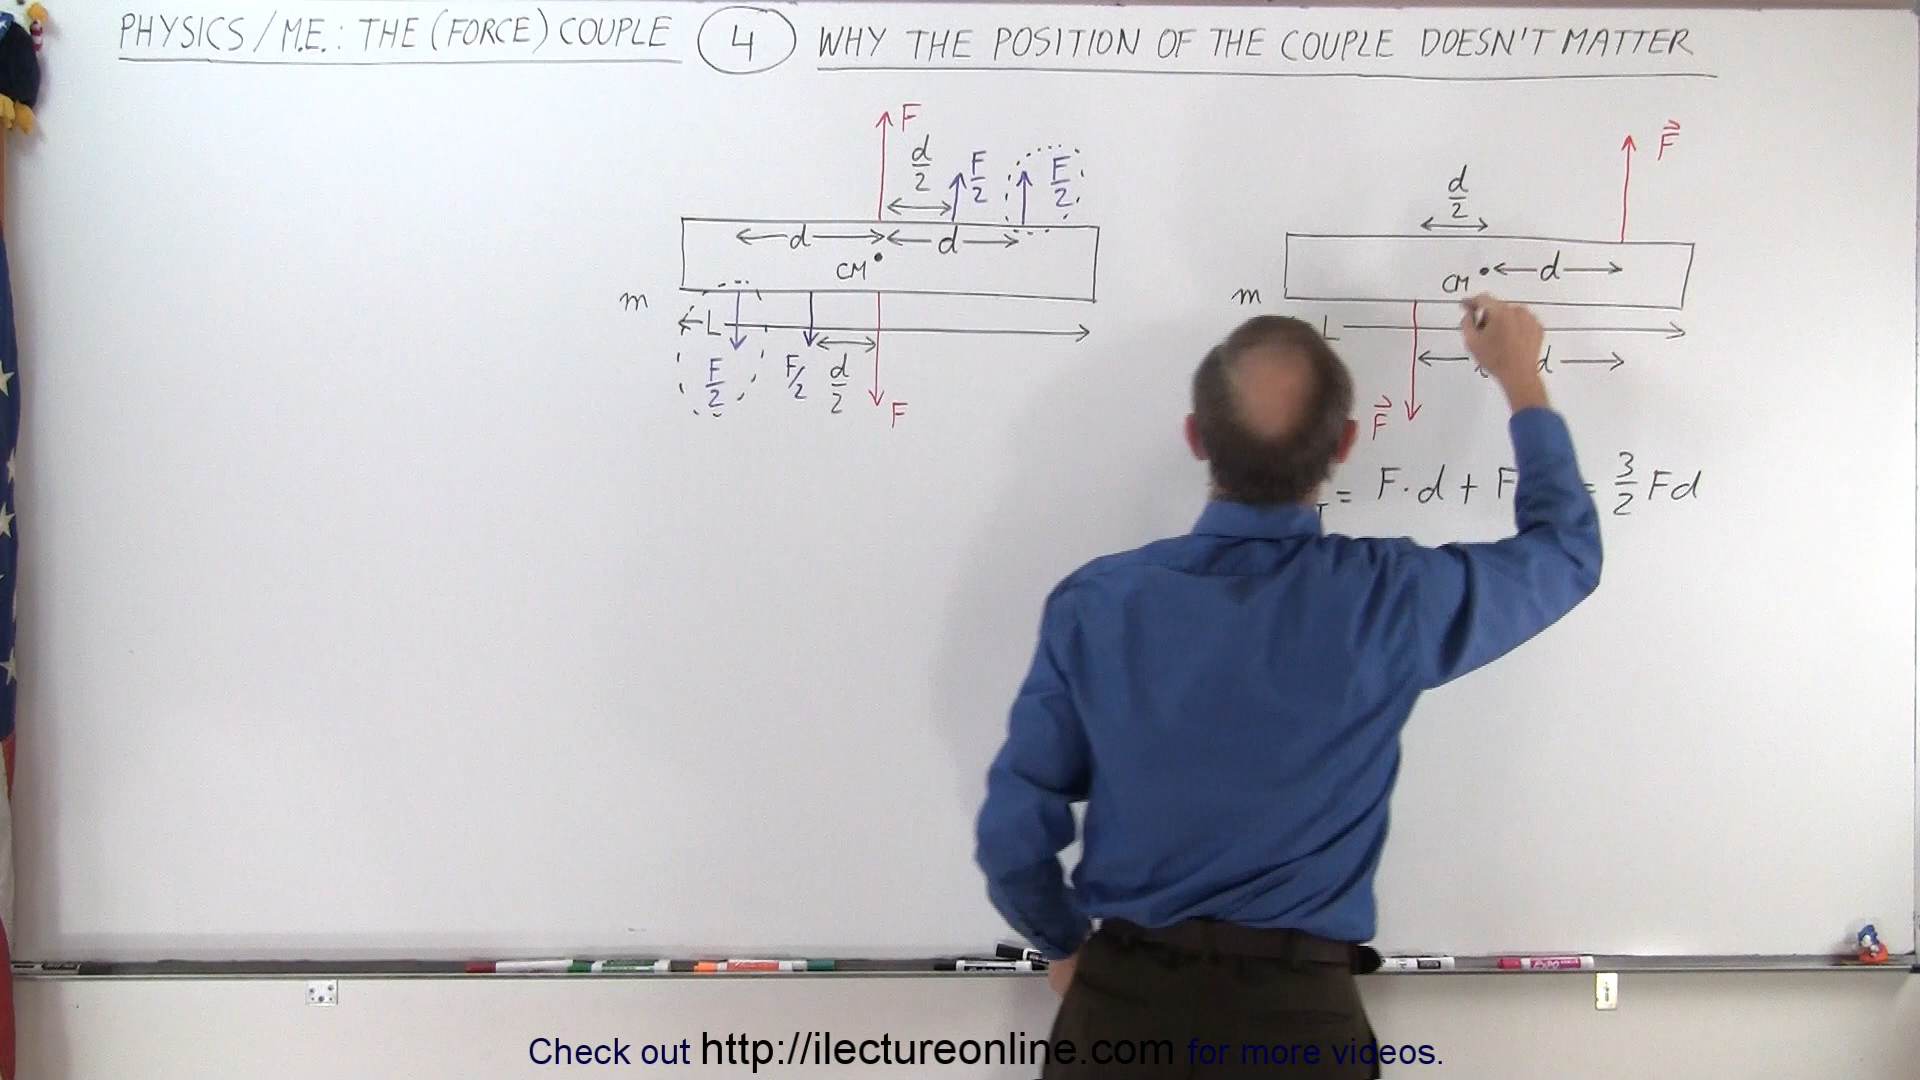 PHYSICS / M.E. : THE (FORCE) COUPLE 4 WHY THE POSITION OF THE COUPLE DOESN'T MATTER
F
d/2
F/2
F/2
d d
CM
m
L
F/2
F/2
d/2
F
F
d/2
d
CM
m
L
d
F
= F · d + F = 3/2 Fd
Check out http://ilectureonline.com for more videos.